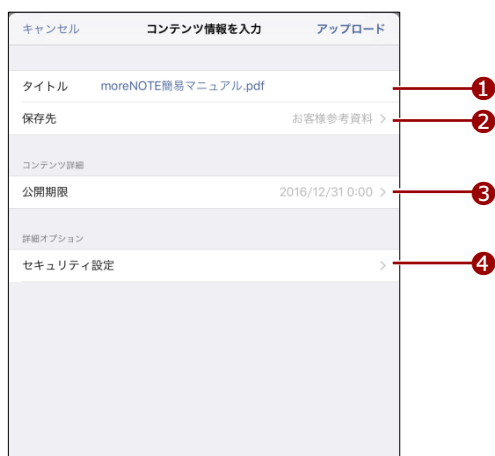 キャンセル コンテンツ情報を入力 アップロード
タイトル moreNOTE簡易マニュアル.pdf 1
保存先 お客様参考資料 > 2
コンテンツ詳細
公開期限 2016/12/31 0:00 > 3
詳細オプション
セキュリティ設定 > 4